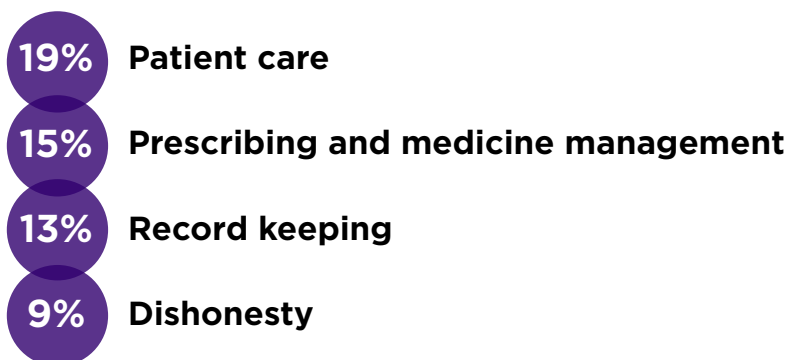 19% Patient care
15% Prescribing and medicine management
13% Record keeping
9% Dishonesty